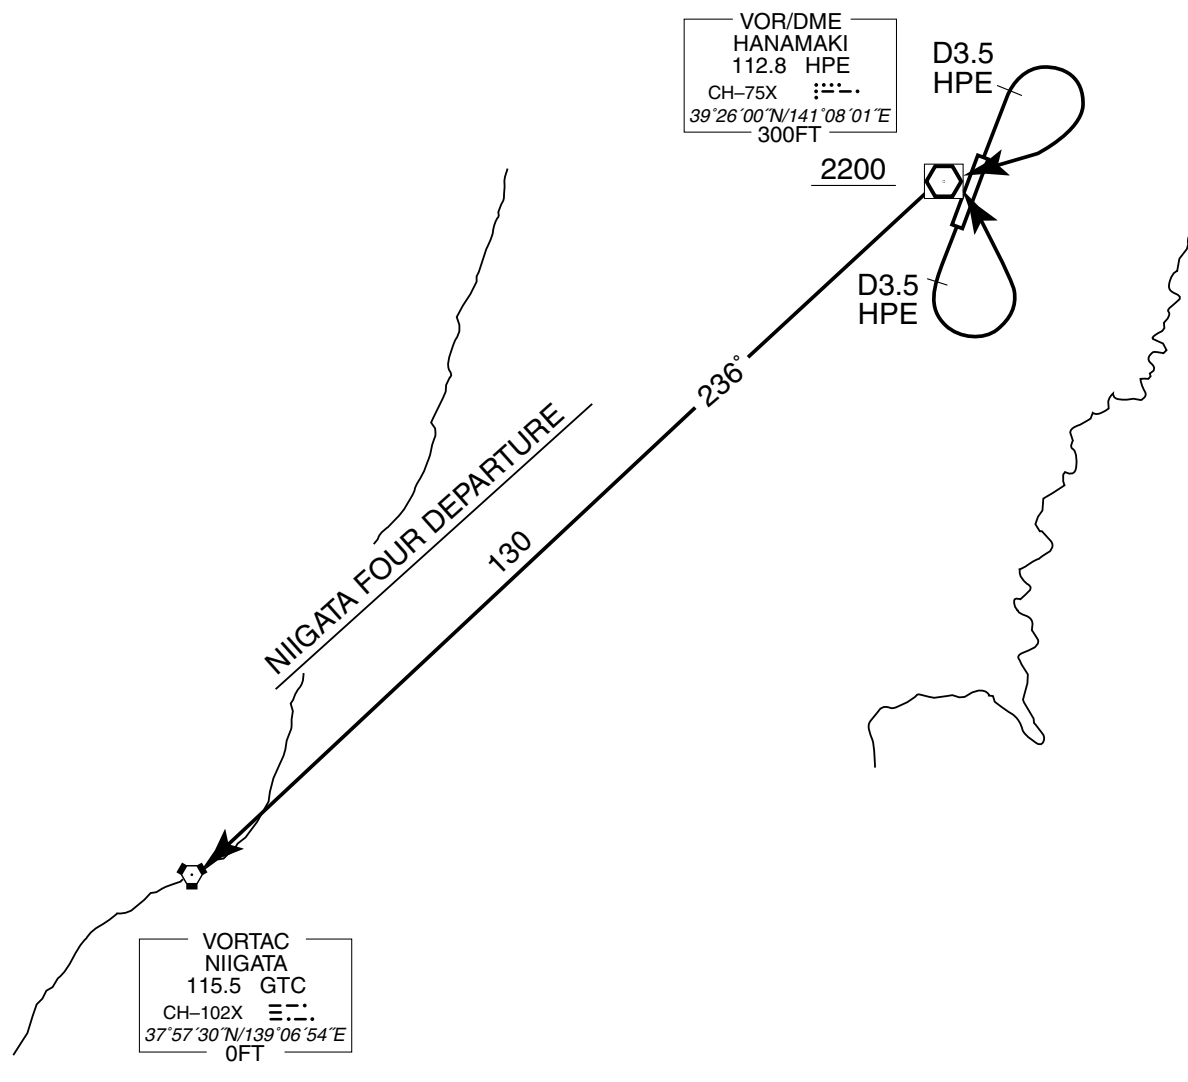 VOR/DME
HANAMAKI
112.8 HPE
CH–75X
39°26´00˝N/141°08´01˝E
300FT
D3.5
HPE
2200
D3.5
HPE
236°
NIIGATA FOUR DEPARTURE
130
VORTAC
NIIGATA
115.5 GTC
CH–102X
37°57´30˝N/139°06´54˝E
0FT